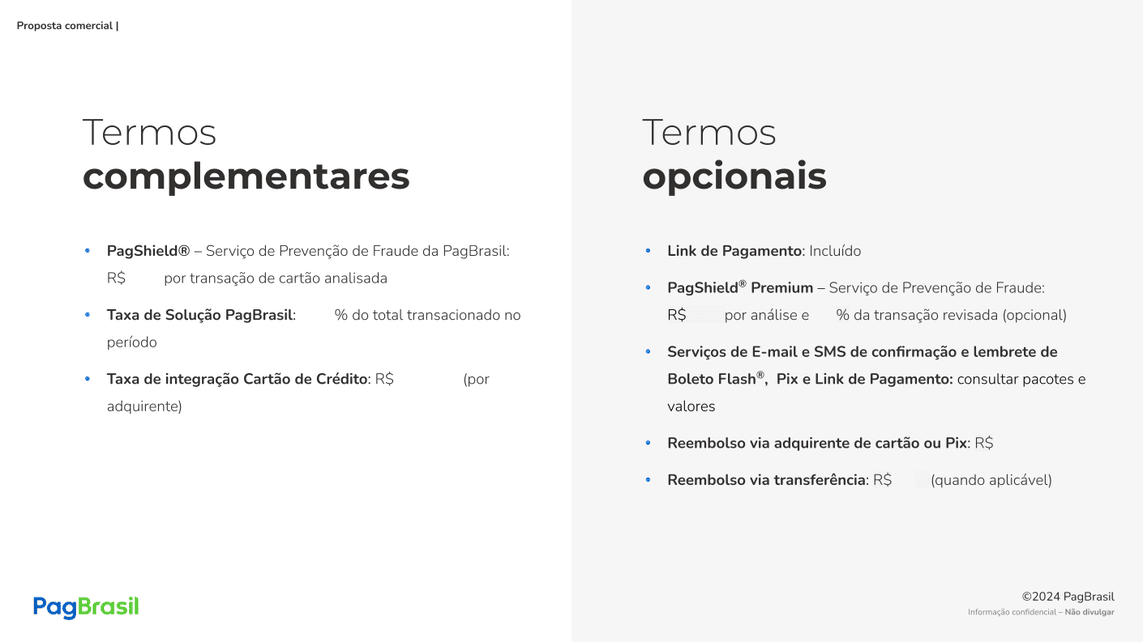 Proposta comercial |
Termos
complementares
• PagShield® – Serviço de Prevenção de Fraude da PagBrasil:
R$ por transação de cartão analisada
• Taxa de Solução PagBrasil: % do total transacionado no
período
• Taxa de integração Cartão de Crédito: R$ (por
adquirente)
Termos
opcionais
• Link de Pagamento: Incluído
• PagShield® Premium – Serviço de Prevenção de Fraude:
R$ por análise e % da transação revisada (opcional)
• Serviços de E-mail e SMS de confirmação e lembrete de
Boleto Flash®, Pix e Link de Pagamento: consultar pacotes e
valores
• Reembolso via adquirente de cartão ou Pix: R$
• Reembolso via transferência: R$ (quando aplicável)
PagBrasil
©2024 PagBrasil
Informação confidencial – Não divulgar